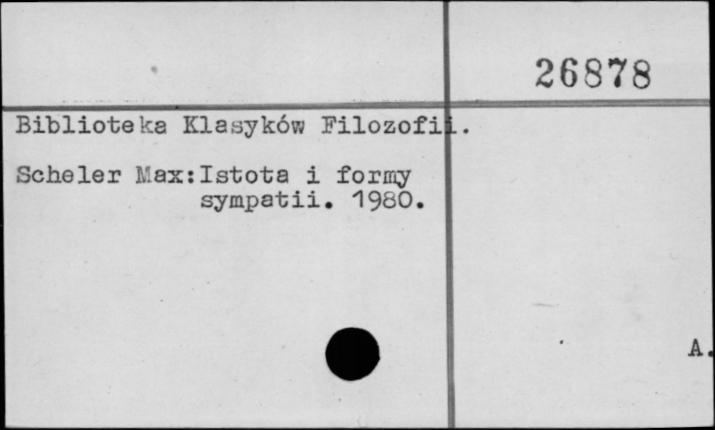 26878
Biblioteka Klasyków Filozofii.
Scheler Max:Istota i formy
sympatii. 1980.
A.